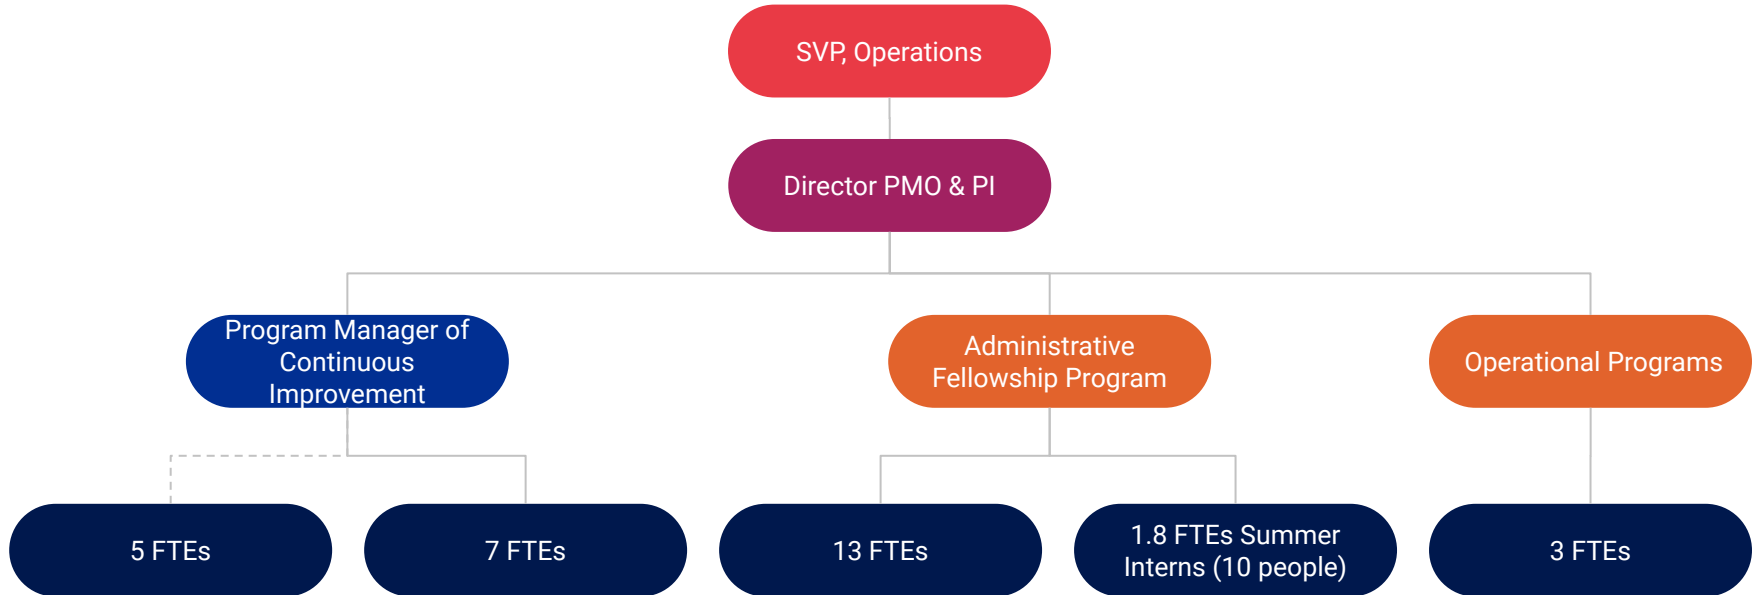 SVP, Operations
Director PMO & PI
Program Manager of
Continuous
Improvement
Administrative
Fellowship Program
Operational Programs
5 FTEs
7 FTEs
13 FTEs
1.8 FTEs Summer
Interns (10 people)
3 FTEs